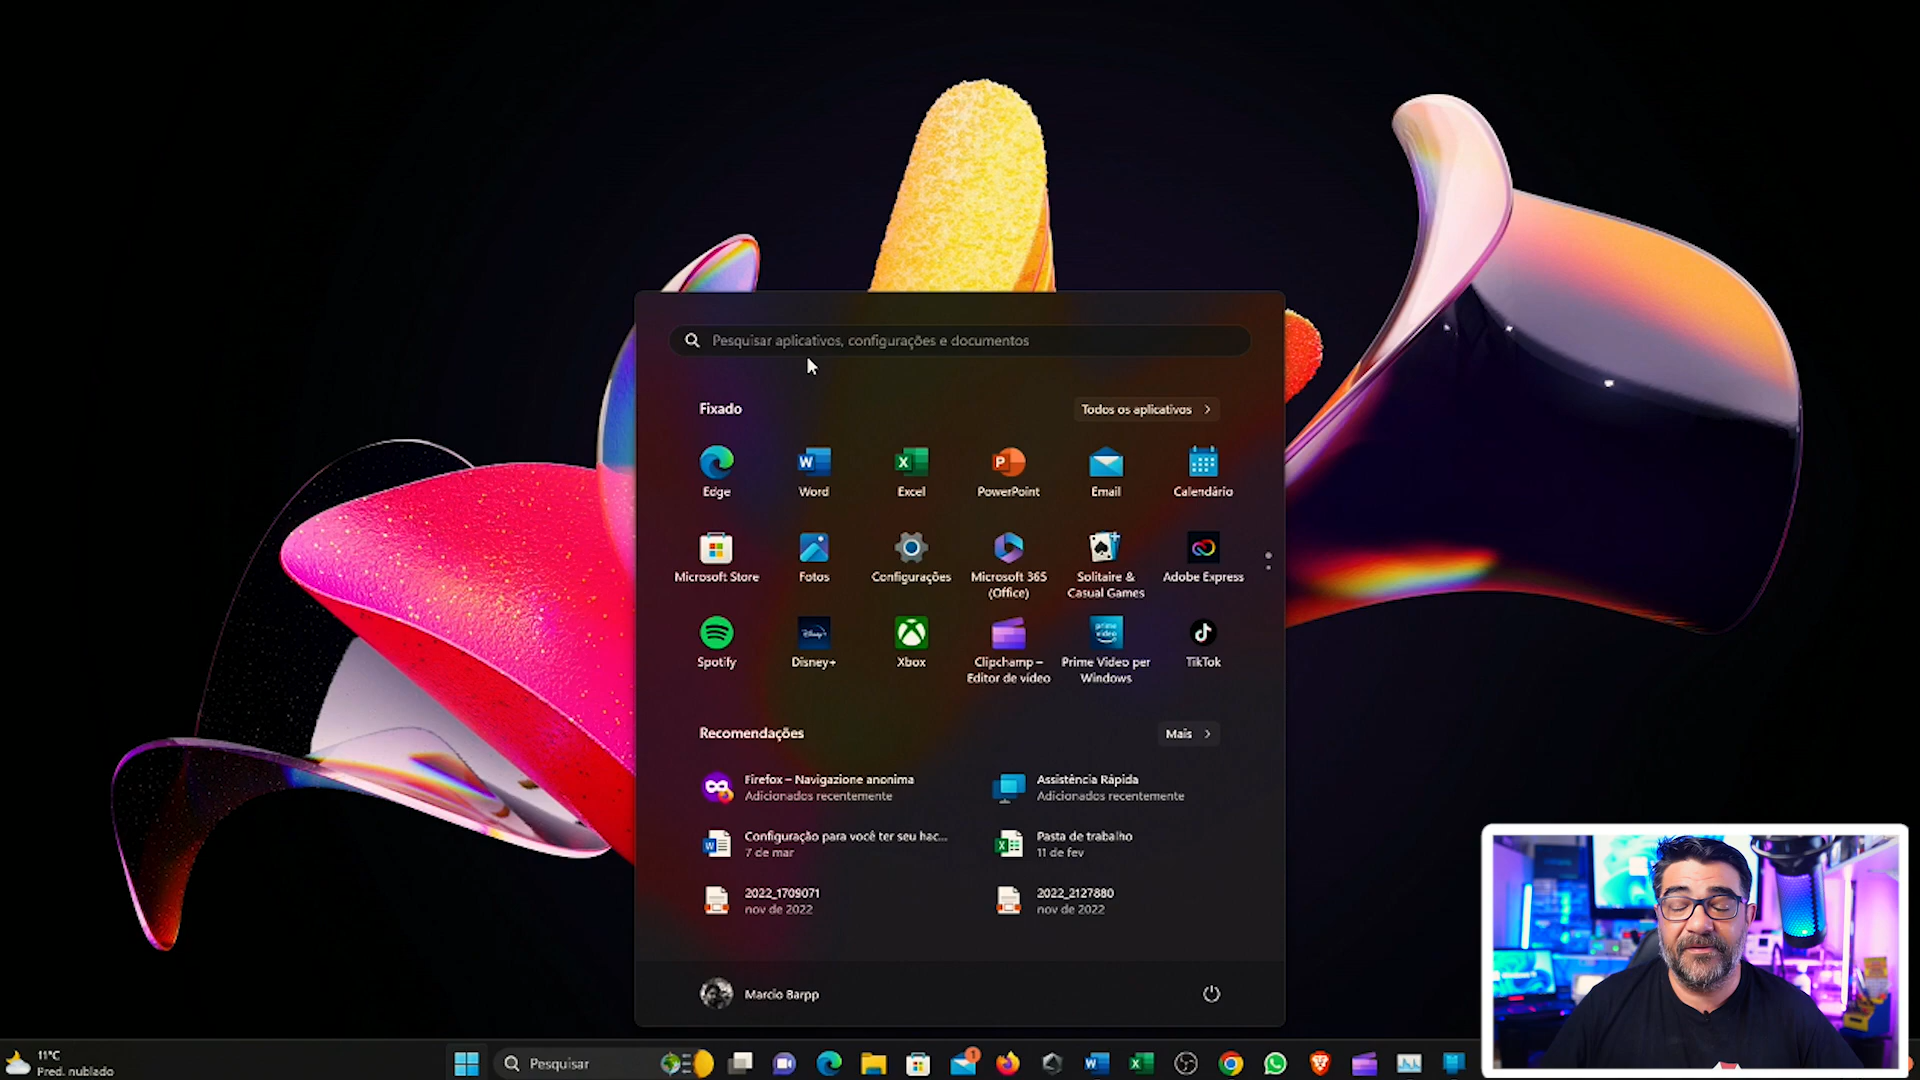 Pesquisar aplicativos, configurações e documentos
Fixado
Todos os aplicativos
Edge
Word
Excel
PowerPoint
Email
Calendário
Microsoft Store
Fotos
Configurações
Microsoft 365
(Office)
Solitaire &
Casual Games
Adobe Express
Spotify
Disney+
Xbox
Clipchamp –
Editor de vídeo
prime
video
Prime Video per
Windows
TikTok
Recomendações
Mais
Firefox – Navigazione anonima
Adicionados recentemente
Assistência Rápida
Adicionados recentemente
Configuração para você ter seu hac...
7 de mar
Pasta de trabalho
11 de fev
2022_1709071
nov de 2022
2022_2127880
nov de 2022
Marcio Barpp
11°C
Pred. nublado
Pesquisar
1